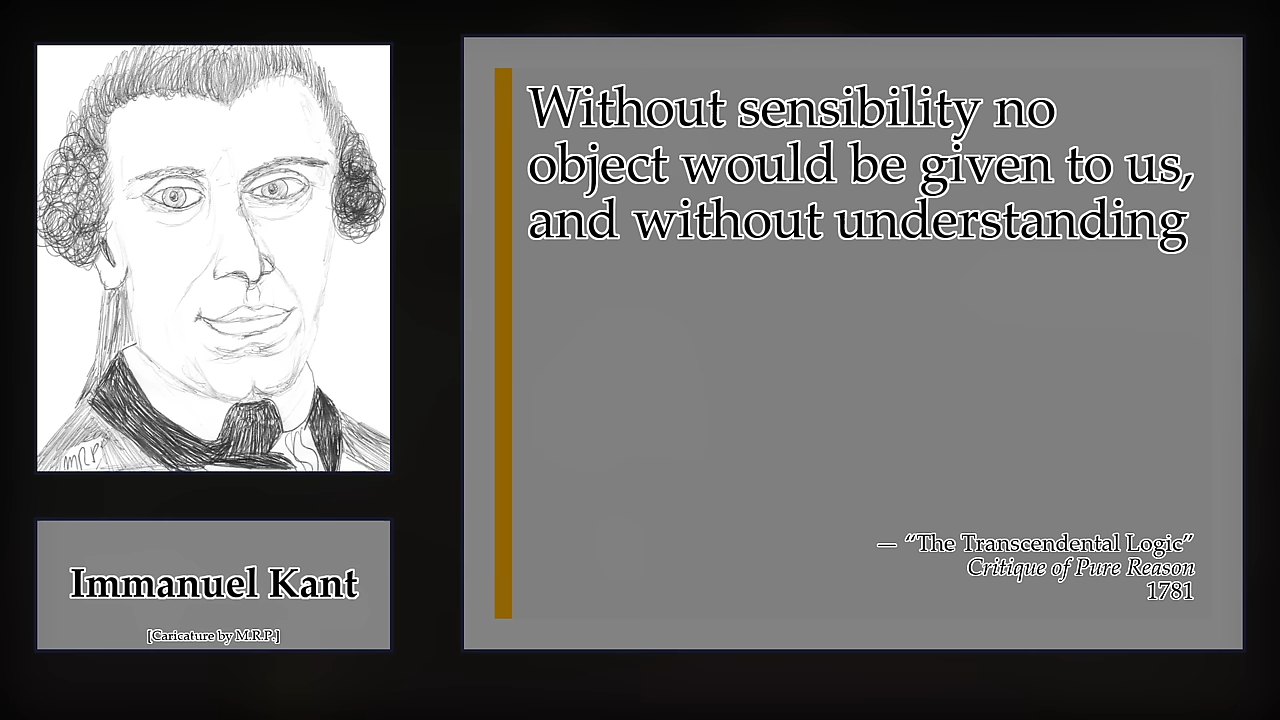 Without sensibility no
object would be given to us,
and without understanding
— “The Transcendental Logic”
Critique of Pure Reason
1781
M.R.P.
Immanuel Kant
[Caricature by M.R.P.]